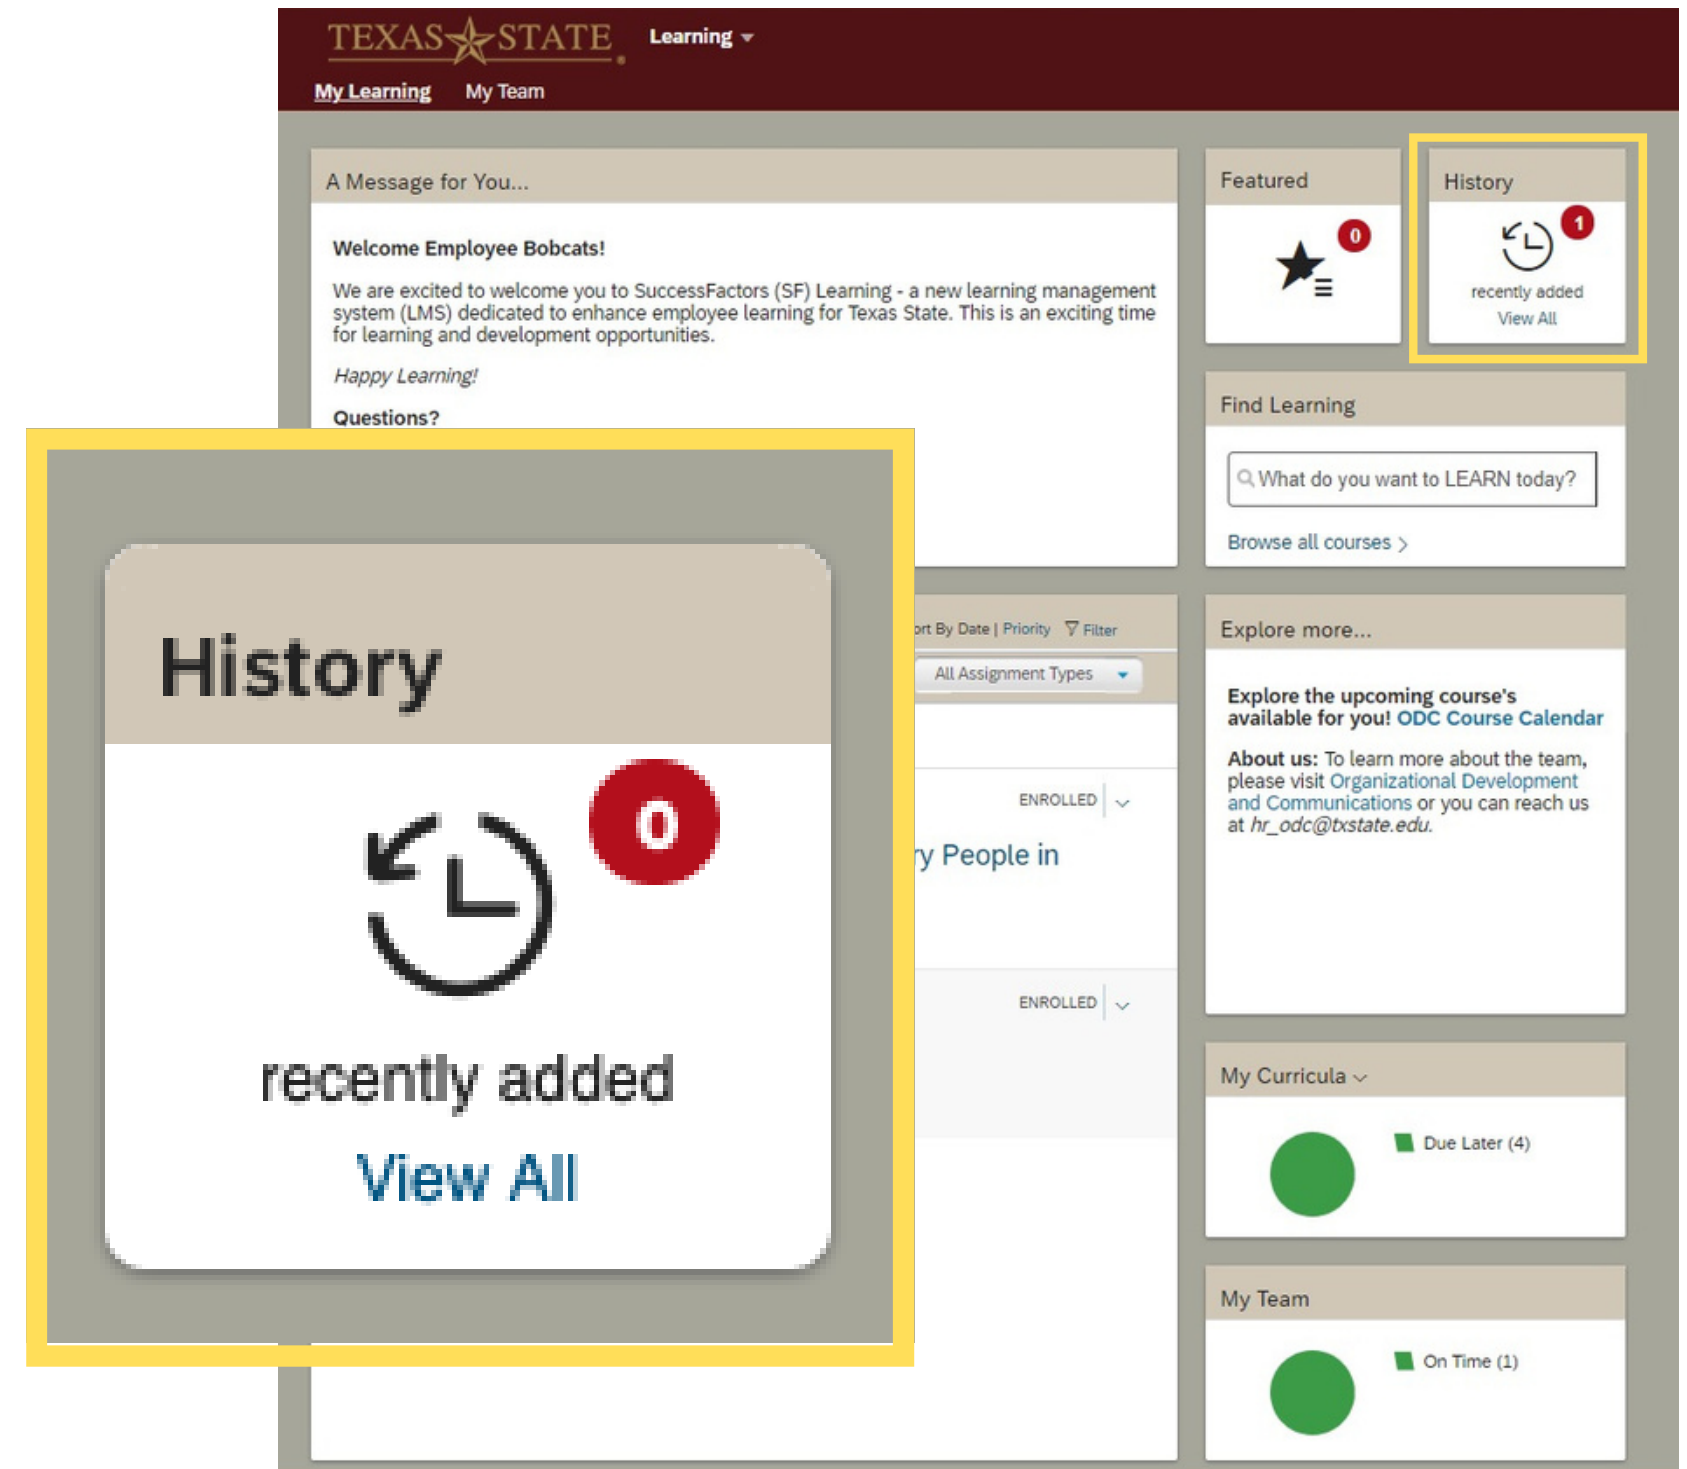 TEXAS STATE ®
Learning
My Learning My Team
A Message for You...
Welcome Employee Bobcats!
We are excited to welcome you to SuccessFactors (SF) Learning - a new learning management
system (LMS) dedicated to enhance employee learning for Texas State. This is an exciting time
for learning and development opportunities.
Happy Learning!
Questions?
Featured
0
History
1
recently added
View All
Find Learning
What do you want to LEARN today?
Browse all courses >
History
0
recently added
View All
By Date | Priority Filter
All Assignment Types
ENROLLED
People in
ENROLLED
Explore more...
Explore the upcoming course's
available for you! ODC Course Calendar
About us: To learn more about the team,
please visit Organizational Development
and Communications or you can reach us
at hr_odc@txstate.edu.
My Curricula
Due Later (4)
My Team
On Time (1)